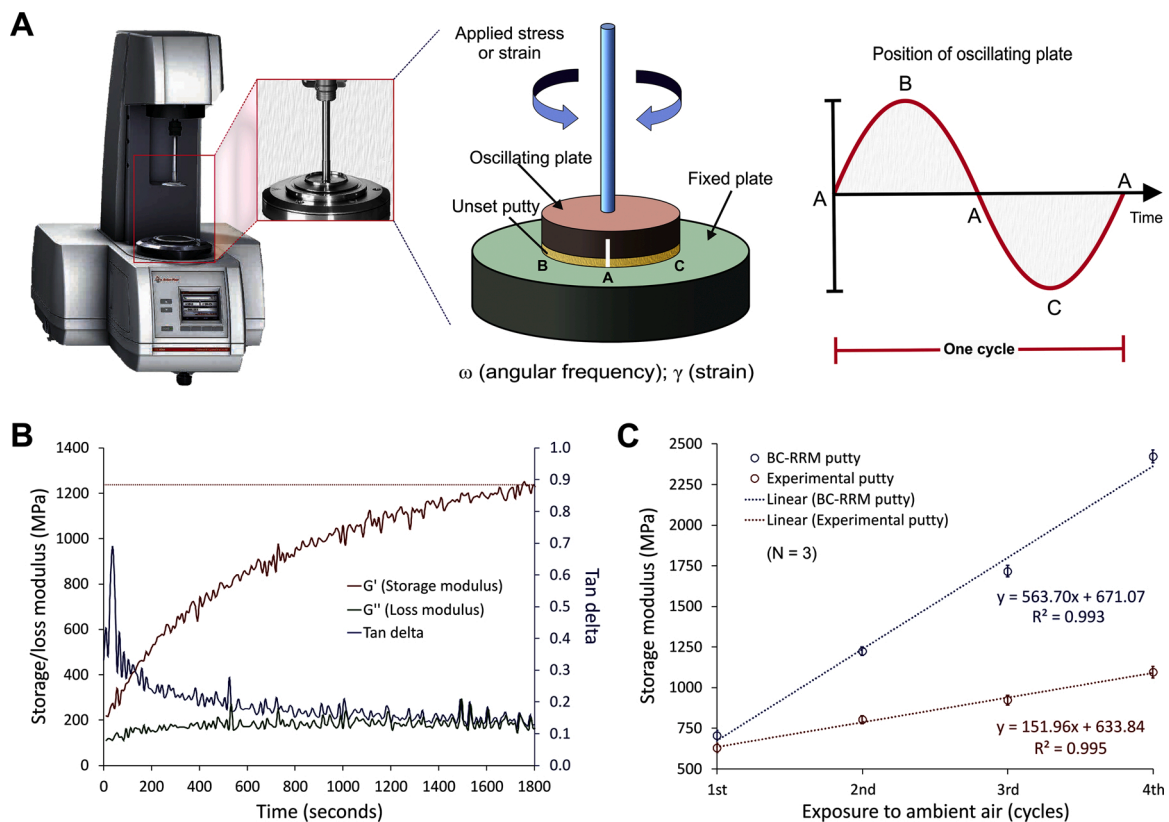 A
Applied stress
or strain
Oscillating plate
Unset putty
Fixed plate
B
A
C
ω (angular frequency); γ (strain)
Position of oscillating plate
B
A
A
A
Time
C
One cycle
B
1400
1200
1000
800
600
400
200
0
Storage/loss modulus (MPa)
G' (Storage modulus)
G'' (Loss modulus)
Tan delta
1.0
0.9
0.8
0.7
0.6
0.5
0.4
0.3
0.2
0.1
0.0
Tan delta
0 200 400 600 800 1000 1200 1400 1600 1800
Time (seconds)
C
2500
2250
2000
1750
1500
1250
1000
750
500
Storage modulus (MPa)
BC-RRM putty
Experimental putty
Linear (BC-RRM putty)
Linear (Experimental putty)
(N = 3)
y = 563.70x + 671.07
R² = 0.993
y = 151.96x + 633.84
R² = 0.995
1st 2nd 3rd 4th
Exposure to ambient air (cycles)